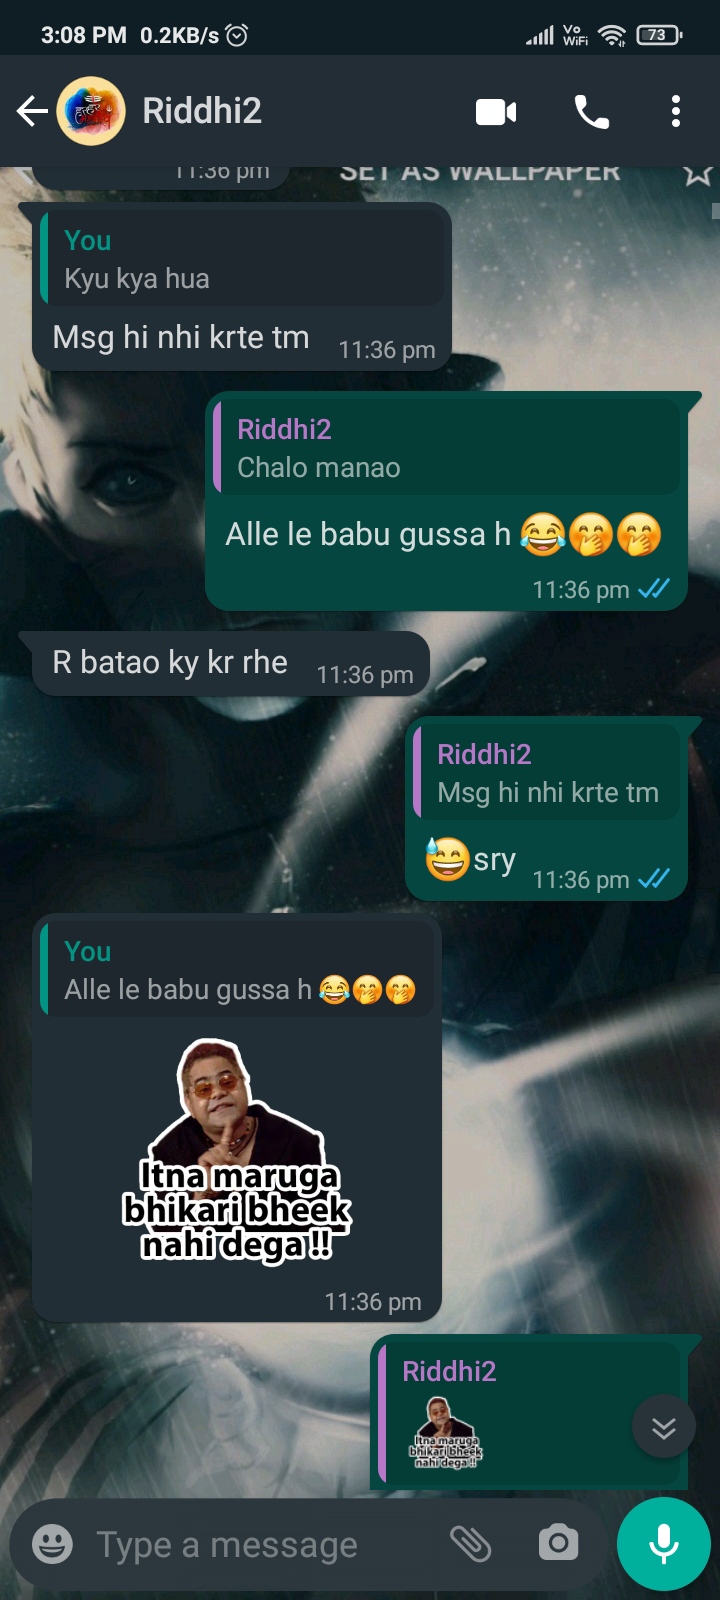 3:08 PM 0.2KB/s Vo WiFi 73
Riddhi2
11:36 pm SET AS WALLPAPER
You
Kyu kya hua
Msg hi nhi krte tm 11:36 pm
Riddhi2
Chalo manao
Alle le babu gussa h 😂🤭🤭
11:36 pm
R batao ky kr rhe 11:36 pm
Riddhi2
Msg hi nhi krte tm
😅sry 11:36 pm
You
Alle le babu gussa h 😂🤭🤭
Itna maruga
bhikari bheek
nahi dega !!
11:36 pm
Riddhi2
Itna maruga
bhikari bheek
nahi dega !!
Type a message